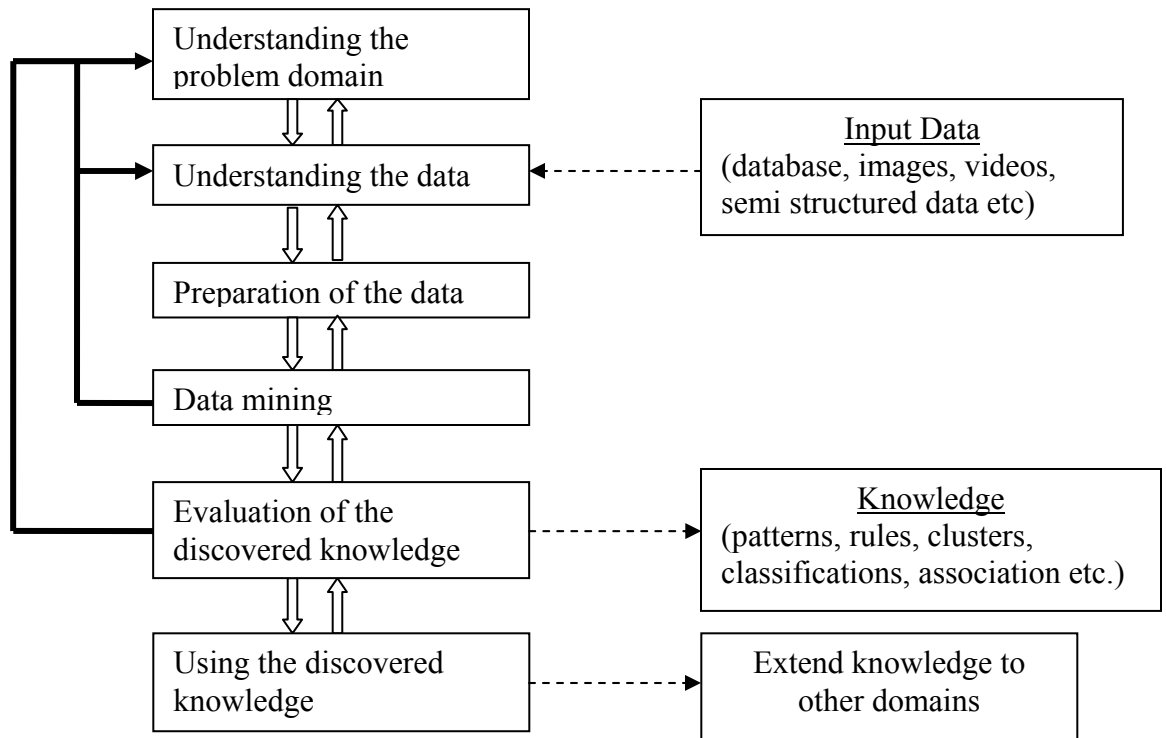 Understanding the
problem domain
Understanding the data
Input Data
(database, images, videos,
semi structured data etc)
Preparation of the data
Data mining
Evaluation of the
discovered knowledge
Knowledge
(patterns, rules, clusters,
classifications, association etc.)
Using the discovered
knowledge
Extend knowledge to
other domains